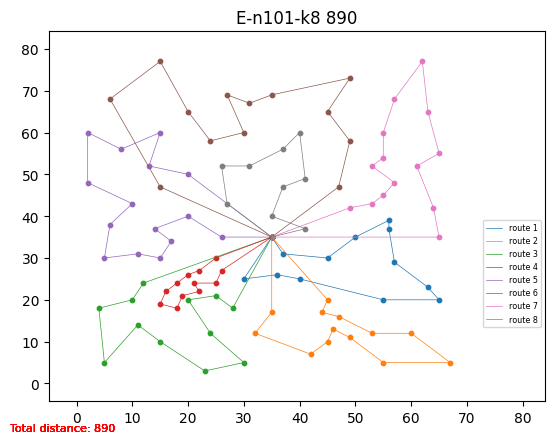 E-n101-k8 890
80
70
60
50
40
30
20
10
0
route 1
route 2
route 3
route 4
route 5
route 6
route 7
route 8
0 10 20 30 40 50 60 70 80
Total distance: 890